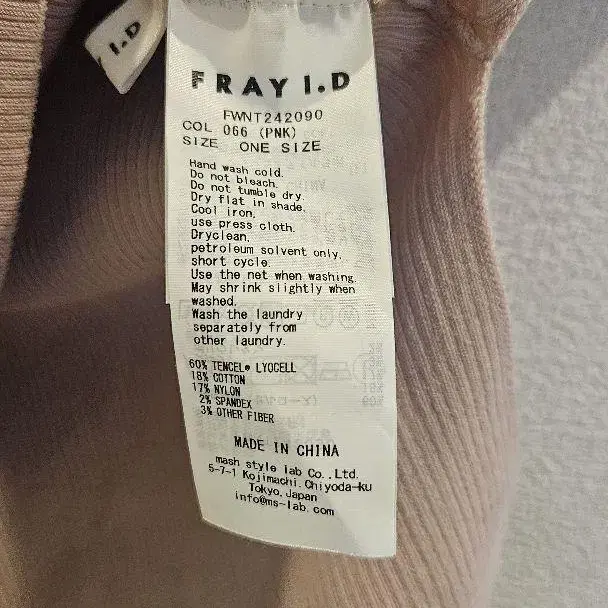 I.D
FRAY I.D
FWNT242090
COL 066 (PNK)
SIZE ONE SIZE
Hand wash cold.
Do not bleach.
Do not tumble dry.
Dry flat in shade.
Cool iron.
use press cloth.
Dryclean.
petroleum solvent only.
short cycle.
Use the net when washing.
May shrink slightly when
washed.
Wash the laundry
separately from
other laundry.
60% TENCEL® LYOCELL
18% COTTON
17% NYLON
2% SPANDEX
3% OTHER FIBER
MADE IN CHINA
mash style lab Co.,Ltd.
5-7-1 Kojimachi.Chiyoda-ku
Tokyo,Japan
info@ms-lab.com